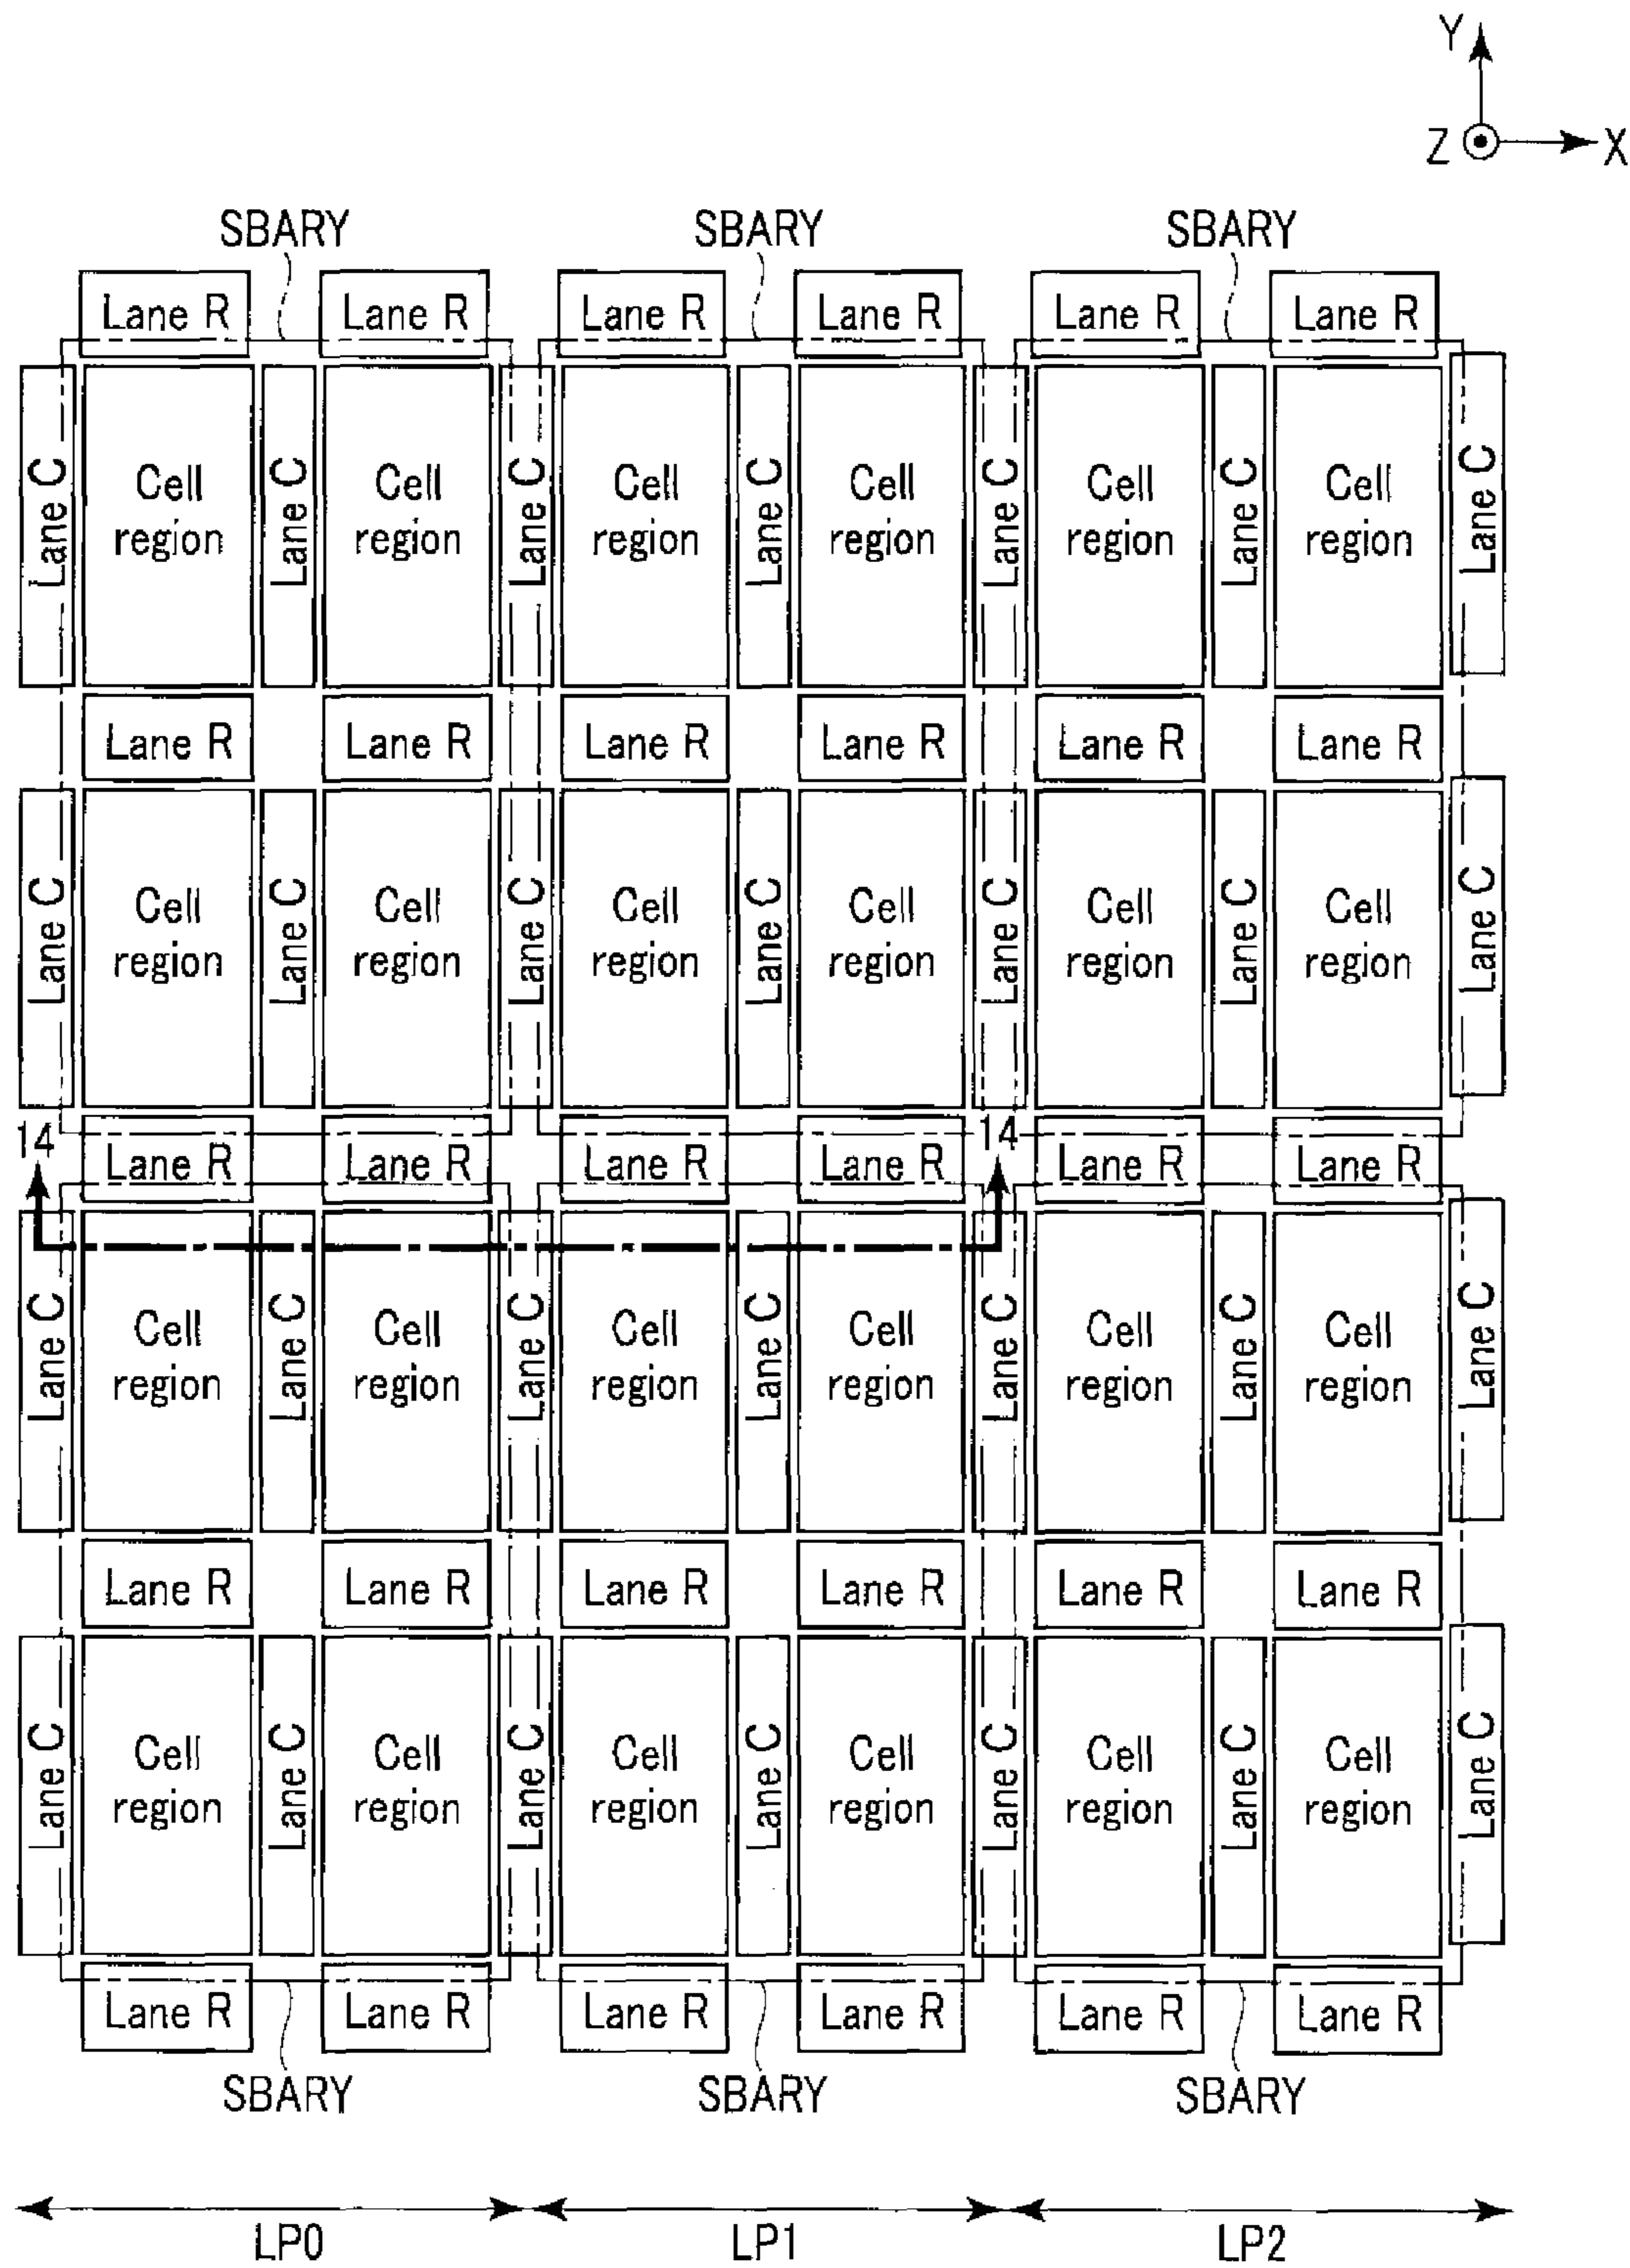 Y
Z X
SBARY SBARY SBARY
Lane R Lane R Lane R Lane R Lane R Lane R
Lane C Cell region Lane C Cell region Lane C Cell region Lane C Cell region Lane C Cell region Lane C Cell region Lane C
Lane R Lane R Lane R Lane R Lane R Lane R
Lane C Cell region Lane C Cell region Lane C Cell region Lane C Cell region Lane C Cell region Lane C Cell region Lane C
14 14
Lane R Lane R Lane R Lane R Lane R Lane R
Lane C Cell region Lane C Cell region Lane C Cell region Lane C Cell region Lane C Cell region Lane C Cell region Lane C
Lane R Lane R Lane R Lane R Lane R Lane R
Lane C Cell region Lane C Cell region Lane C Cell region Lane C Cell region Lane C Cell region Lane C Cell region Lane C
Lane R Lane R Lane R Lane R Lane R Lane R
SBARY SBARY SBARY
LP0 LP1 LP2